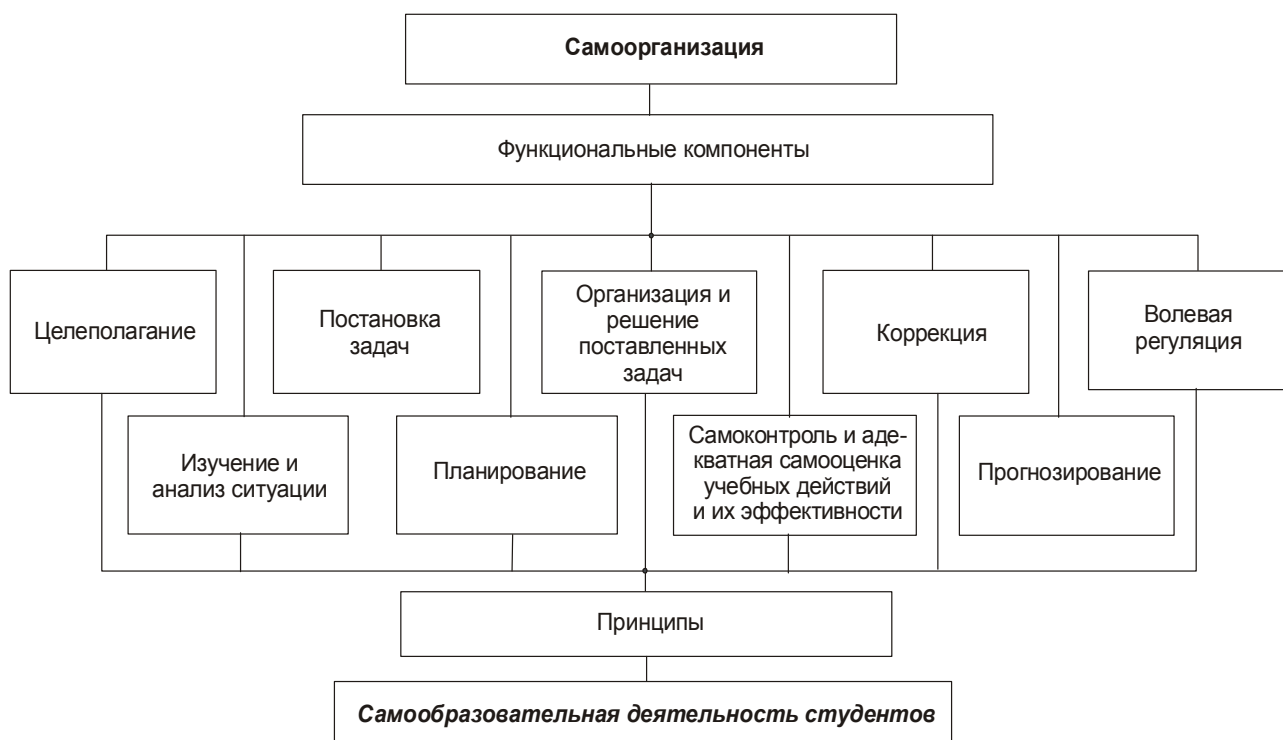 Самоорганизация
Функциональные компоненты
Целеполагание
Постановка
задач
Организация и
решение
поставленных
задач
Коррекция
Волевая
регуляция
Изучение и
анализ ситуации
Планирование
Самоконтроль и аде-
кватная самооценка
учебных действий
и их эффективности
Прогнозирование
Принципы
Самообразовательная деятельность студентов